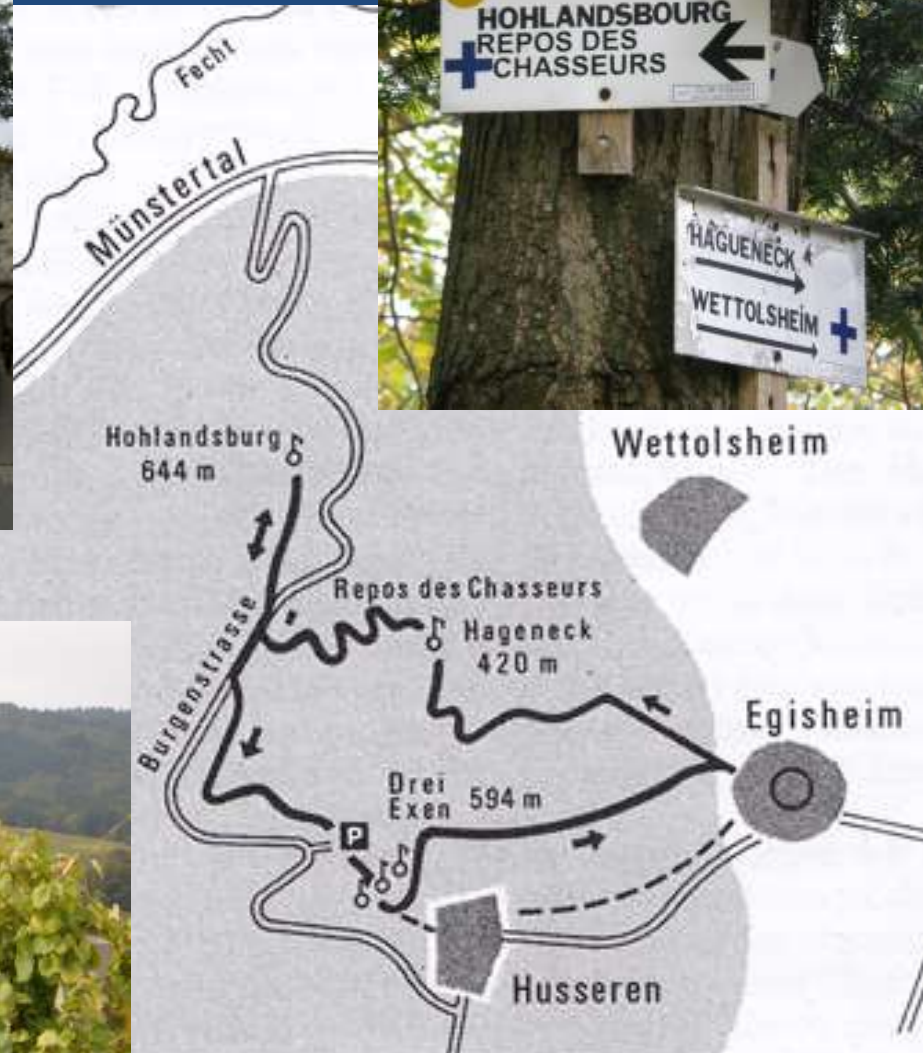 HOHLANDSBOURG
REPOS DES
CHASSEURS
HAGUENECK
WETTOLSHEIM
Fecht
Münstertal
Hohlandsburg
644 m
Burgenstrasse
Repos des Chasseurs
Hageneck
420 m
Wettolsheim
Egisheim
Drei
Exen 594 m
P
Husseren